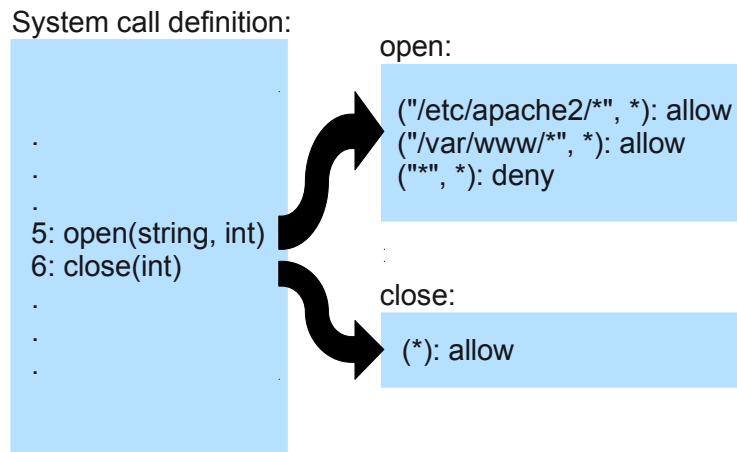 System call definition:
.
.
.
5: open(string, int)
6: close(int)
.
.
.
open:
("/etc/apache2/*", *): allow
("/var/www/*", *): allow
("*", *): deny
:
close:
(*): allow